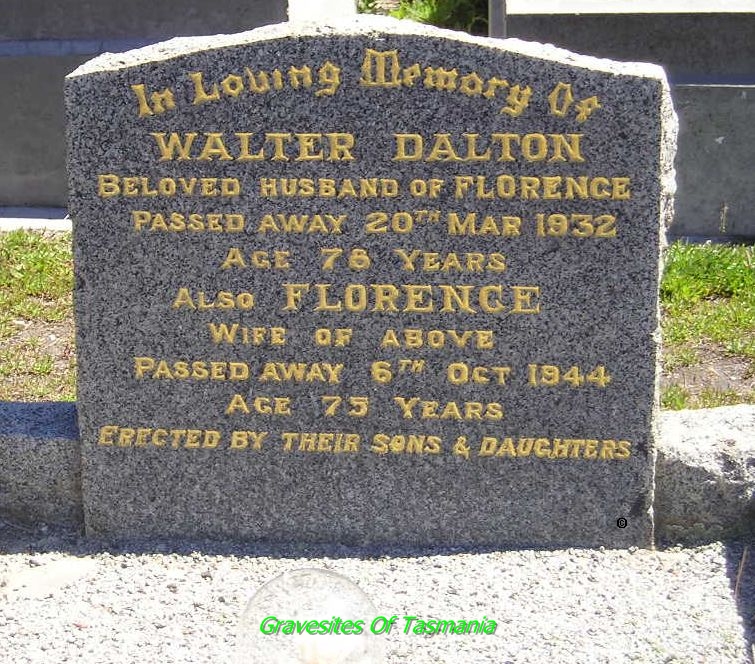 In Loving Memory Of
WALTER DALTON
BELOVED HUSBAND OF FLORENCE
PASSED AWAY 20TH MAR 1932
AGE 78 YEARS
ALSO FLORENCE
WIFE OF ABOVE
PASSED AWAY 6TH OCT 1944
AGE 75 YEARS
ERECTED BY THEIR SONS & DAUGHTERS
©
Gravesites Of Tasmania